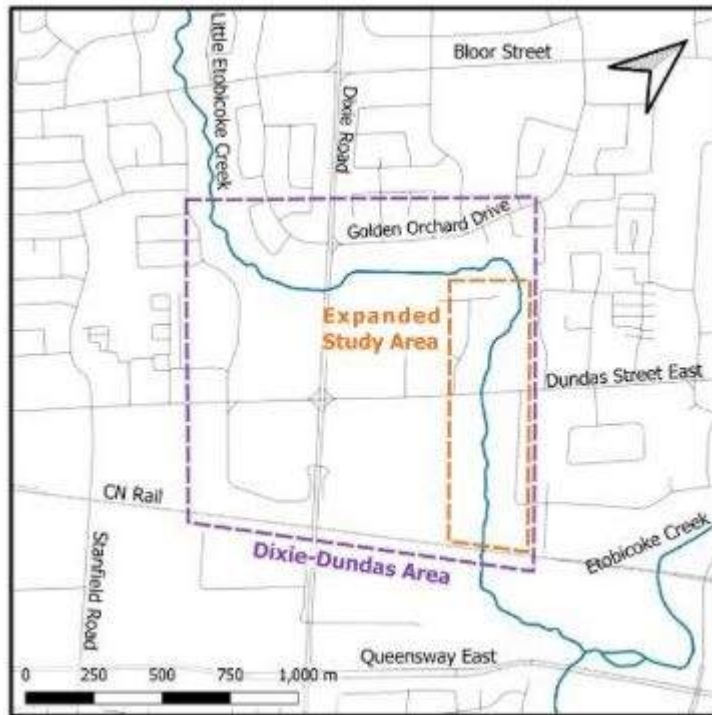 Little Etobicoke Creek
Bloor Street
Dixie Road
Golden Orchard Drive
Expanded
Study Area
Dundas Street East
CN Rail
Dixie-Dundas Area
Etobicoke Creek
Stanfield Road
Queensway East
0 250 500 750 1,000 m